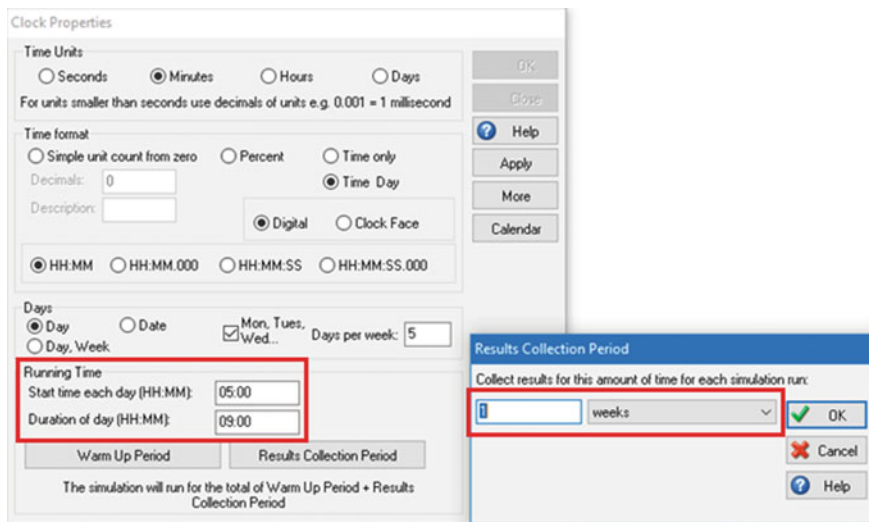 Clock Properties
Time Units
Seconds Minutes Hours Days
For units smaller than seconds use decimals of units e.g. 0.001 = 1 millisecond
OK
Close
Help
Apply
More
Calendar
Time format
Simple unit count from zero Percent Time only
Decimals: 0 Time Day
Description:
Digital Clock Face
HH:MM HH:MM.000 HH:MM:SS HH:MM:SS.000
Days
Day Date Mon, Tues, Wed... Days per week: 5
Day, Week
Running Time
Start time each day (HH:MM): 05:00
Duration of day (HH:MM): 09:00
Warm Up Period Results Collection Period
The simulation will run for the total of Warm Up Period + Results
Collection Period
Results Collection Period
Collect results for this amount of time for each simulation run:
1 weeks
OK
Cancel
Help